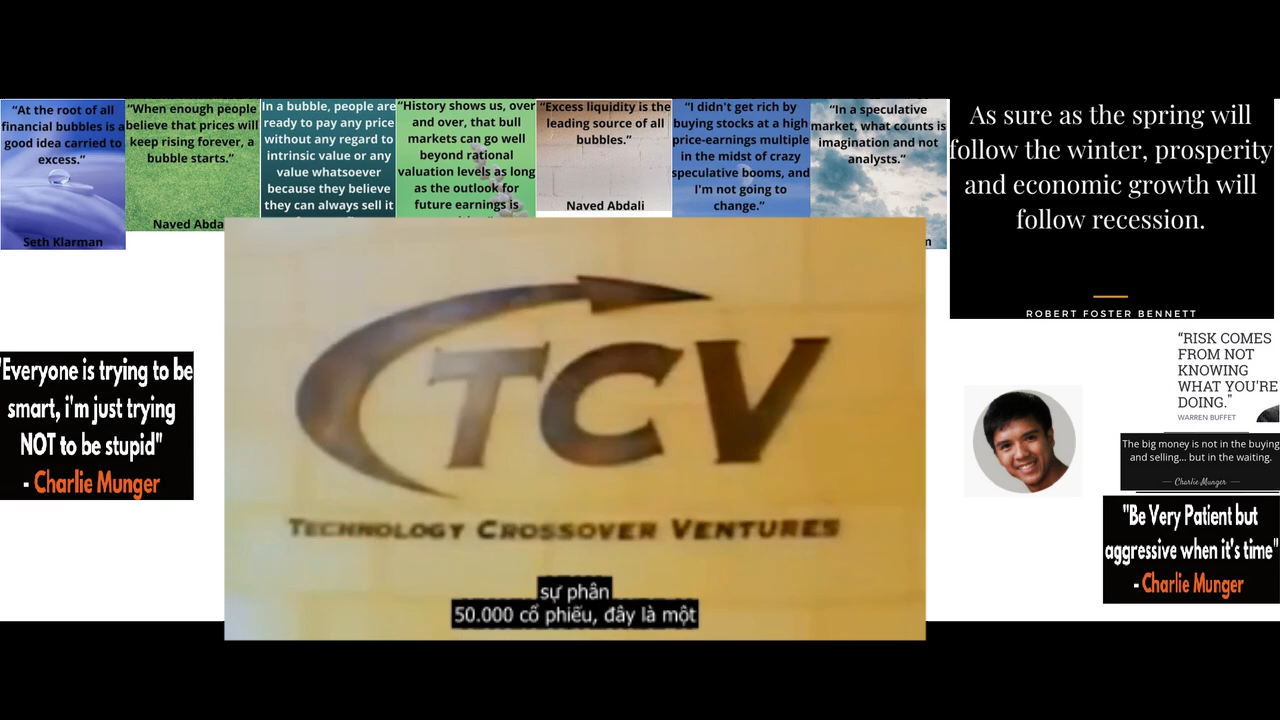 “At the root of all
financial bubbles is a
good idea carried to
excess.”
Seth Klarman
“When enough people
believe that prices will
keep rising forever, a
bubble starts.”
Naved Abda
In a bubble, people are
ready to pay any price
without any regard to
intrinsic value or any
value whatsoever
because they believe
they can always sell it
“History shows us, over
and over, that bull
markets can go well
beyond rational
valuation levels as long
as the outlook for
future earnings is
“Excess liquidity is the
leading source of all
bubbles.”
Naved Abdali
“I didn't get rich by
buying stocks at a high
price-earnings multiple
in the midst of crazy
speculative booms, and
I'm not going to
change.”
“In a speculative
market, what counts is
imagination and not
analysts.”
As sure as the spring will
follow the winter, prosperity
and economic growth will
follow recession.
ROBERT FOSTER BENNETT
"Everyone is trying to be
smart, i'm just trying
NOT to be stupid"
- Charlie Munger
TCV
TECHNOLOGY CROSSOVER VENTURES
sự phân
50.000 cổ phiếu, đây là một
“RISK COMES
FROM NOT
KNOWING
WHAT YOU'RE
DOING.”
WARREN BUFFET
The big money is not in the buying
and selling... but in the waiting.
— Charlie Munger —
"Be Very Patient but
aggressive when it's time"
- Charlie Munger